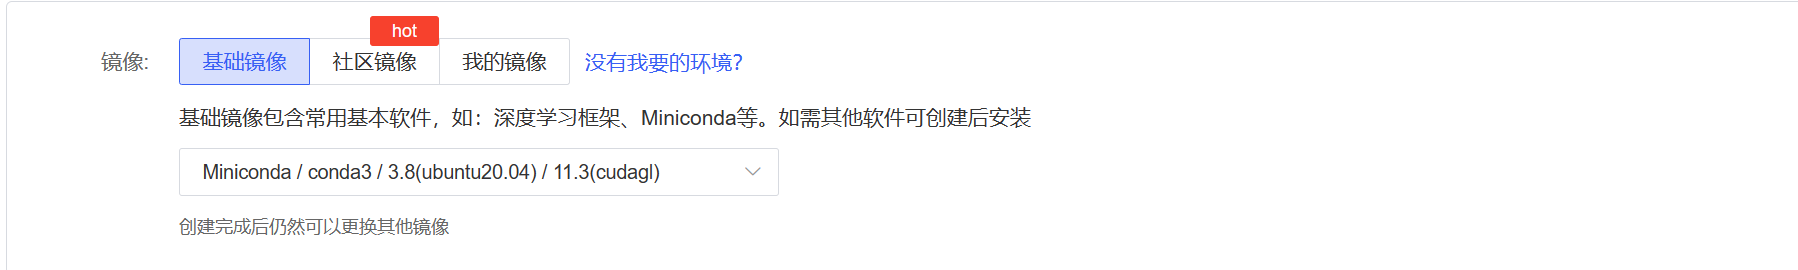 hot
镜像: 基础镜像 社区镜像 我的镜像 没有我要的环境?
基础镜像包含常用基本软件，如：深度学习框架、Miniconda等。如需其他软件可创建后安装
Miniconda / conda3 / 3.8(ubuntu20.04) / 11.3(cudagl)
创建完成后仍然可以更换其他镜像